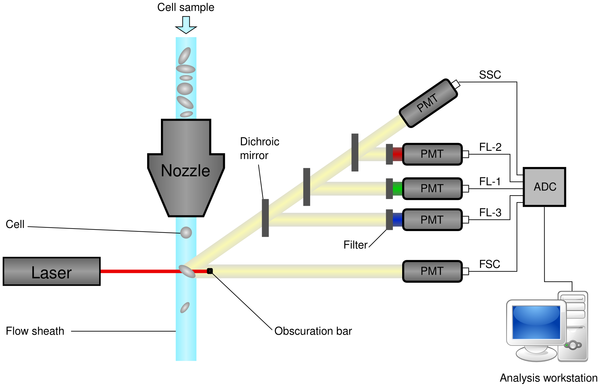 Cell sample
SSC
PMT
Dichroic
mirror
FL-2
PMT
Nozzle
FL-1
PMT
ADC
Cell
FL-3
PMT
Filter
Laser
FSC
PMT
Flow sheath
Obscuration bar
Analysis workstation